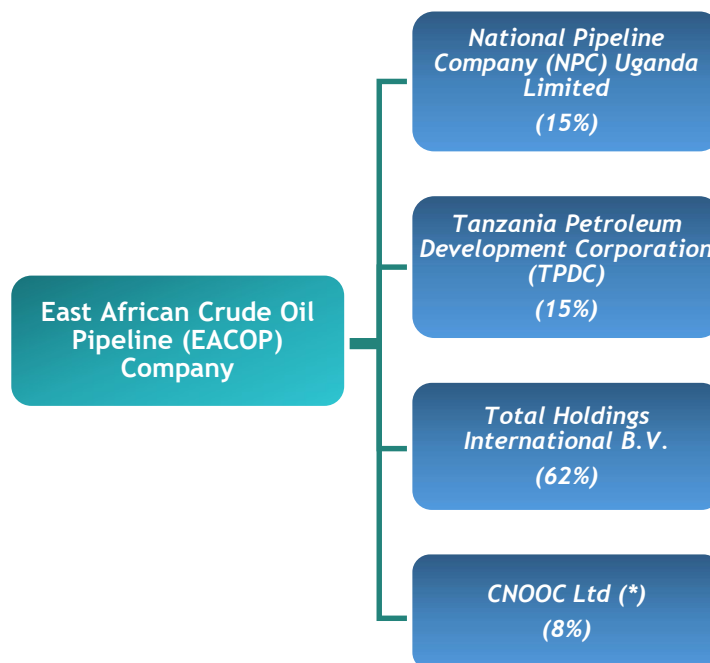 National Pipeline
Company (NPC) Uganda
Limited
(15%)
Tanzania Petroleum
Development Corporation
(TPDC)
(15%)
East African Crude Oil
Pipeline (EACOP)
Company
Total Holdings
International B.V.
(62%)
CNOOC Ltd (*)
(8%)